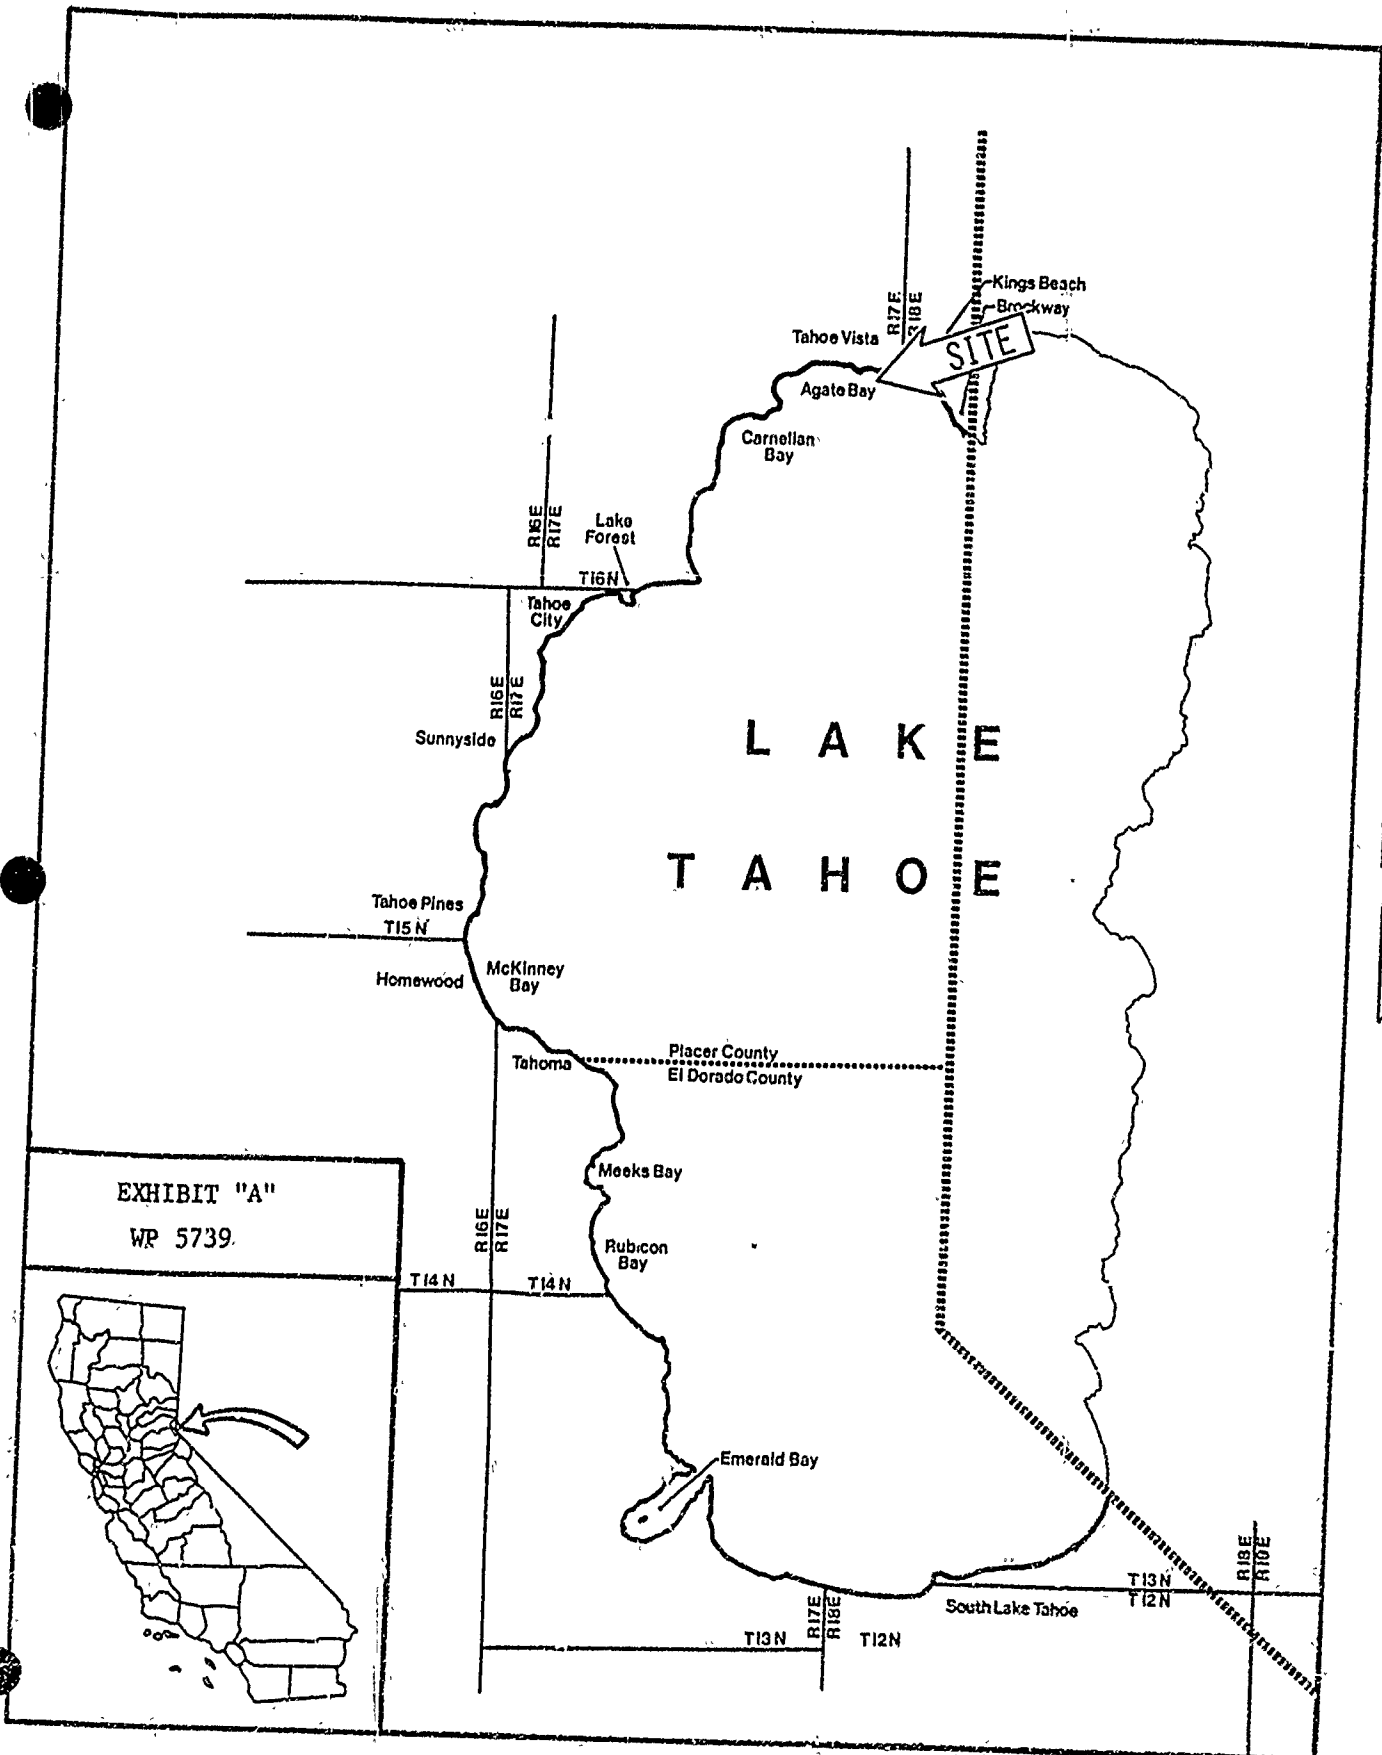 Kings Beach
Brockway
R17E
R18E
Tahoe Vista
SITE
Agate Bay
Carnelian
Bay
R16E
R17E
Lake
Forest
T16N
Tahoe
City
R16E
R17E
Sunnyside
LAKE
TAHOE
Tahoe Pines
T15N
Homewood
McKinney
Bay
Tahoma
Placer County
El Dorado County
Meeks Bay
EXHIBIT "A"
WP 5739
R16E
R17E
Rubicon
Bay
T14N
T14N
Emerald Bay
R18E
R19E
T13N
T12N
South Lake Tahoe
R17E
R18E
T13N
T12N